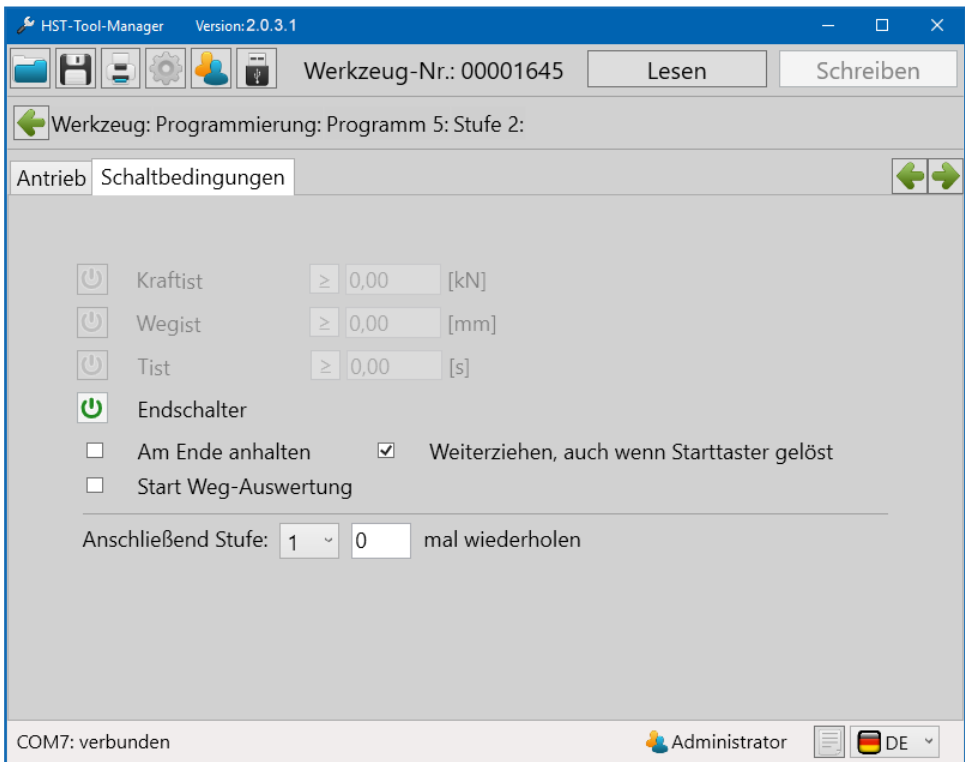 HST-Tool-Manager Version: 2.0.3.1
Werkzeug-Nr.: 00001645 Lesen Schreiben
Werkzeug: Programmierung: Programm 5: Stufe 2:
Antrieb Schaltbedingungen
Kraftist ≥ 0,00 [kN]
Wegist ≥ 0,00 [mm]
Tist ≥ 0,00 [s]
Endschalter
Am Ende anhalten Weiterziehen, auch wenn Starttaster gelöst
Start Weg-Auswertung
Anschließend Stufe: 1 0 mal wiederholen
COM7: verbunden Administrator DE